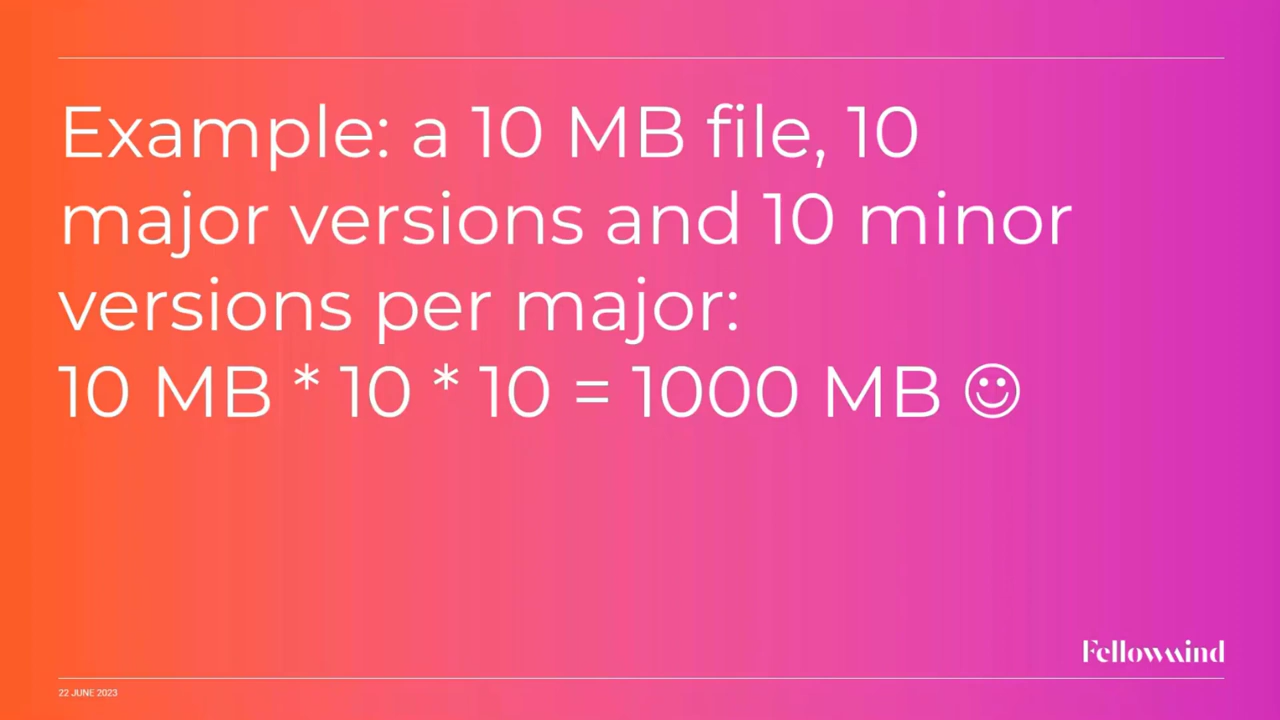 Example: a 10 MB file, 10
major versions and 10 minor
versions per major:
10 MB * 10 * 10 = 1000 MB ☺
Fellowmind
22 JUNE 2023